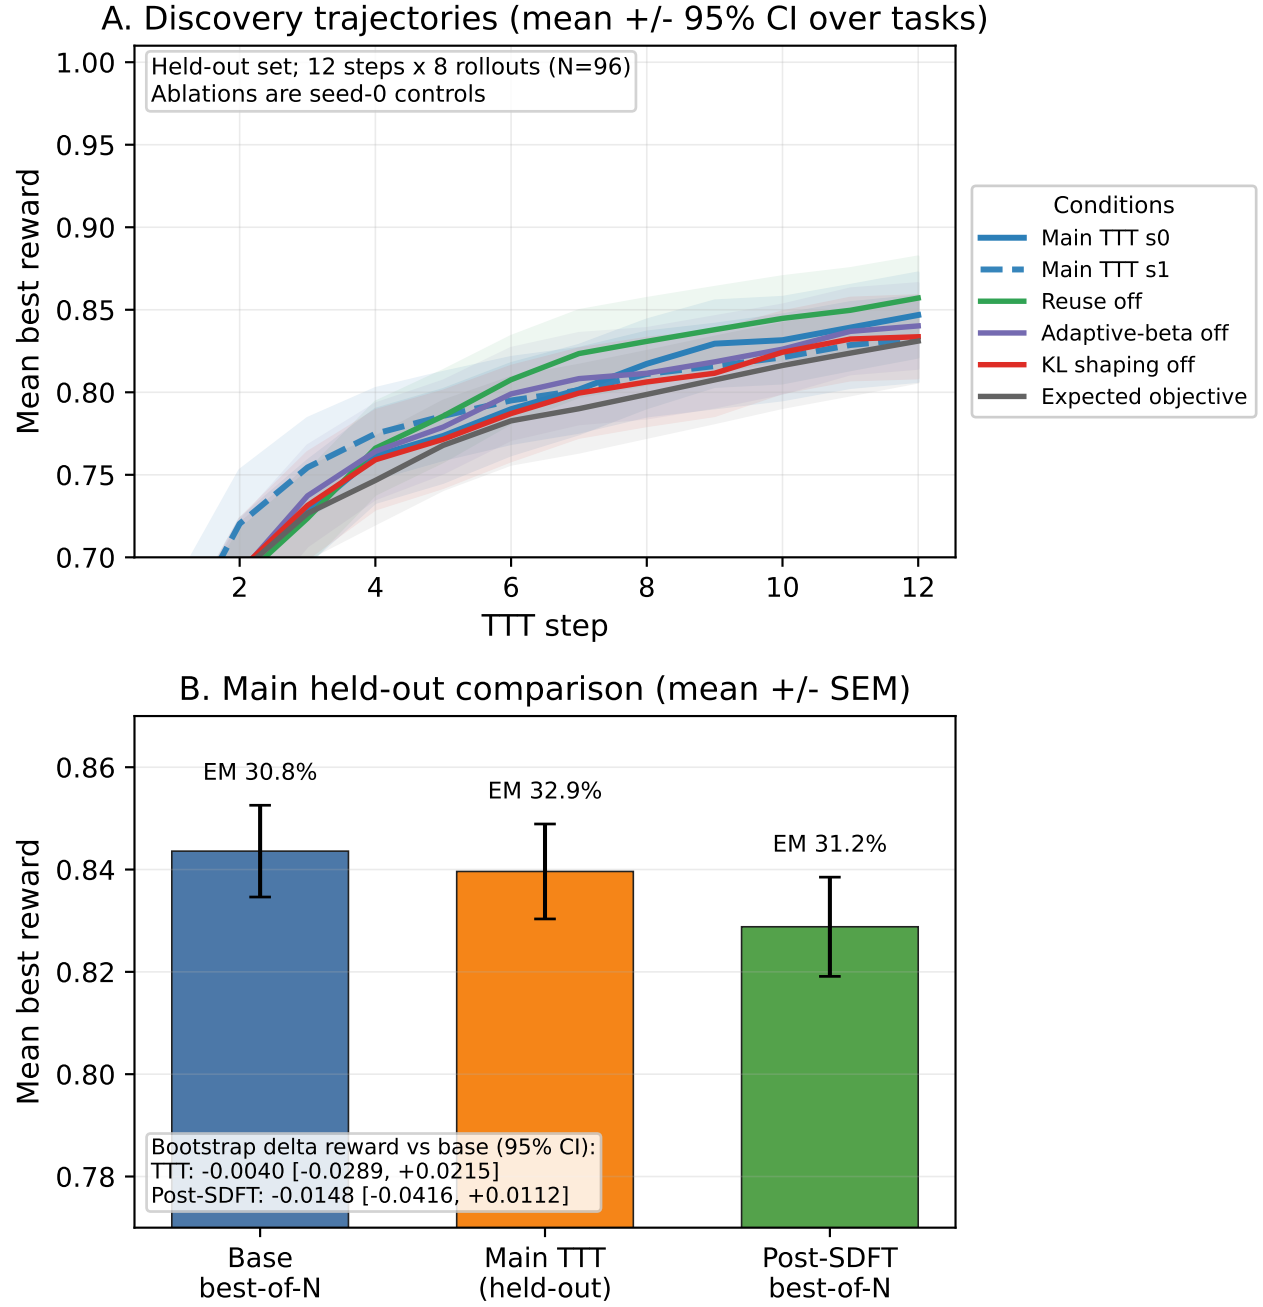 A. Discovery trajectories (mean +/- 95% CI over tasks)
Held-out set; 12 steps x 8 rollouts (N=96)
Ablations are seed-0 controls
Mean best reward
1.00
0.95
0.90
0.85
0.80
0.75
0.70
2
4
6
8
10
12
TTT step
Conditions
Main TTT s0
Main TTT s1
Reuse off
Adaptive-beta off
KL shaping off
Expected objective
B. Main held-out comparison (mean +/- SEM)
Mean best reward
0.86
0.84
0.82
0.80
0.78
EM 30.8%
EM 32.9%
EM 31.2%
Bootstrap delta reward vs base (95% CI):
TTT: -0.0040 [-0.0289, +0.0215]
Post-SDFT: -0.0148 [-0.0416, +0.0112]
Base
best-of-N
Main TTT
(held-out)
Post-SDFT
best-of-N